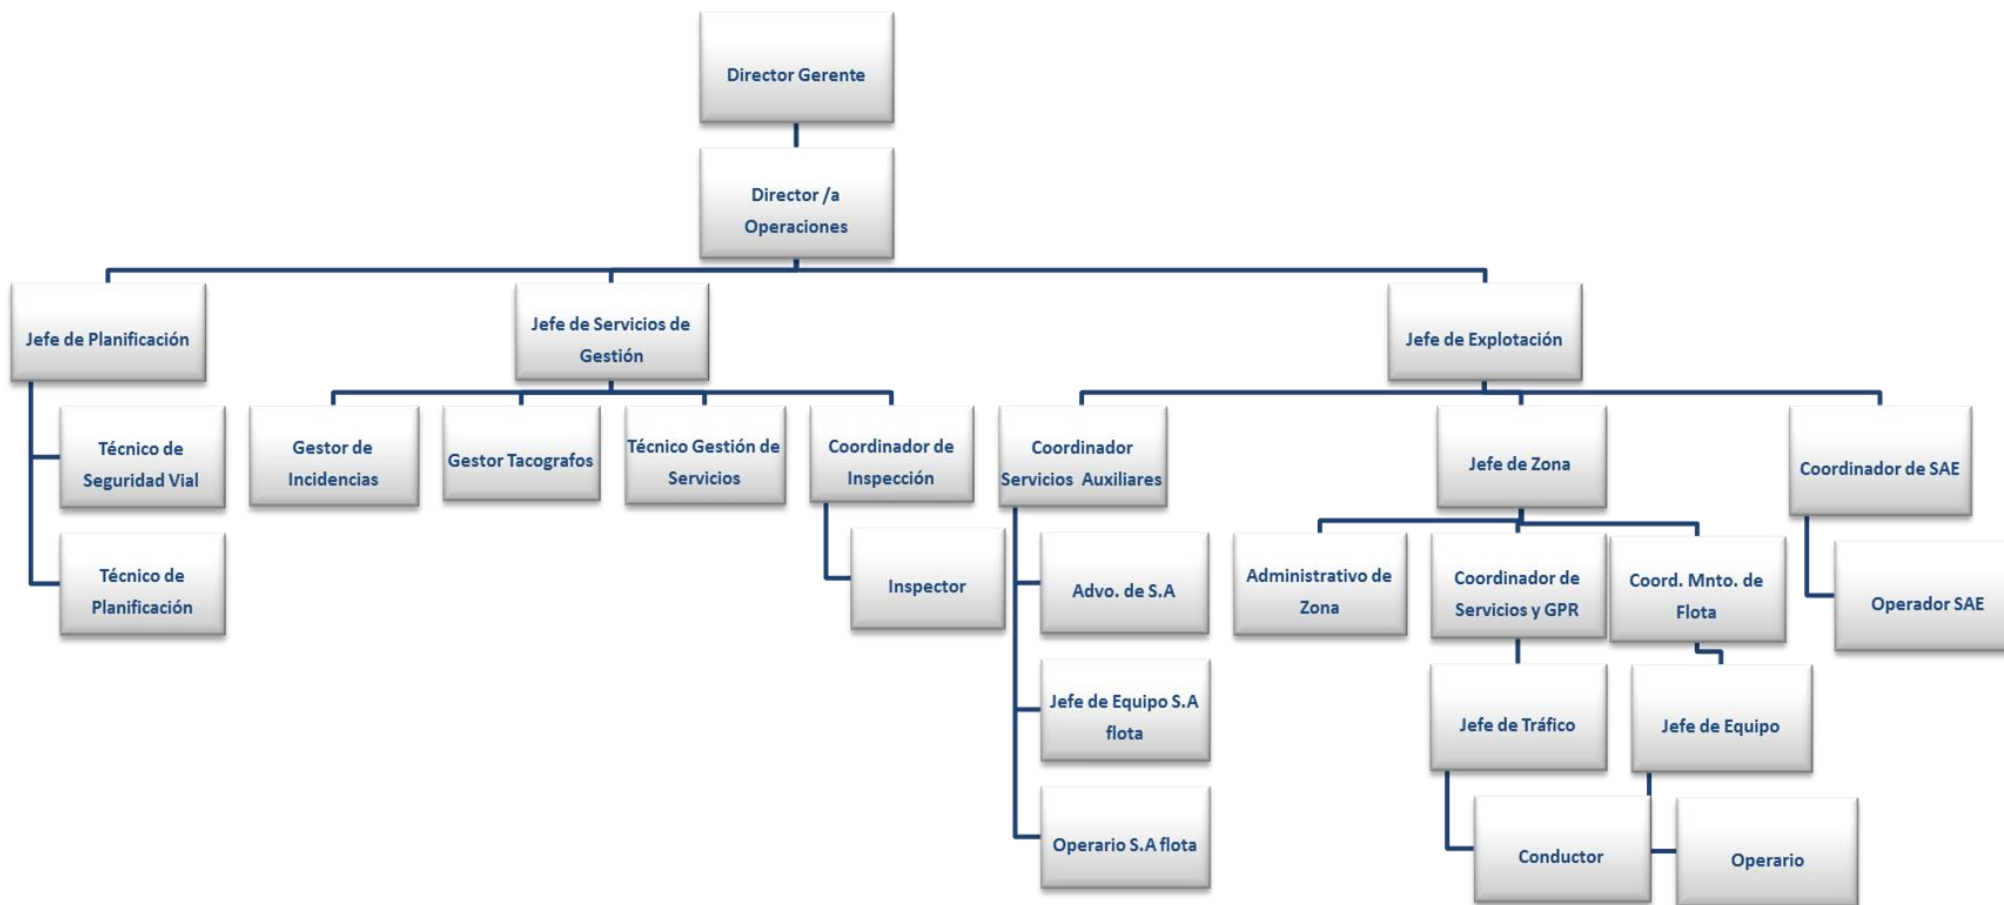 Director Gerente
Director /a
Operaciones
Jefe de Planificación
Jefe de Servicios de
Gestión
Jefe de Explotación
Técnico de
Seguridad Vial
Gestor de
Incidencias
Gestor Tacografos
Técnico Gestión de
Servicios
Coordinador de
Inspección
Coordinador
Servicios Auxiliares
Jefe de Zona
Coordinador de SAE
Técnico de
Planificación
Inspector
Advo. de S.A
Administrativo de
Zona
Coordinador de
Servicios y GPR
Coord. Mnto. de
Flota
Operador SAE
Jefe de Equipo S.A
flota
Jefe de Tráfico
Jefe de Equipo
Operario S.A flota
Conductor
Operario